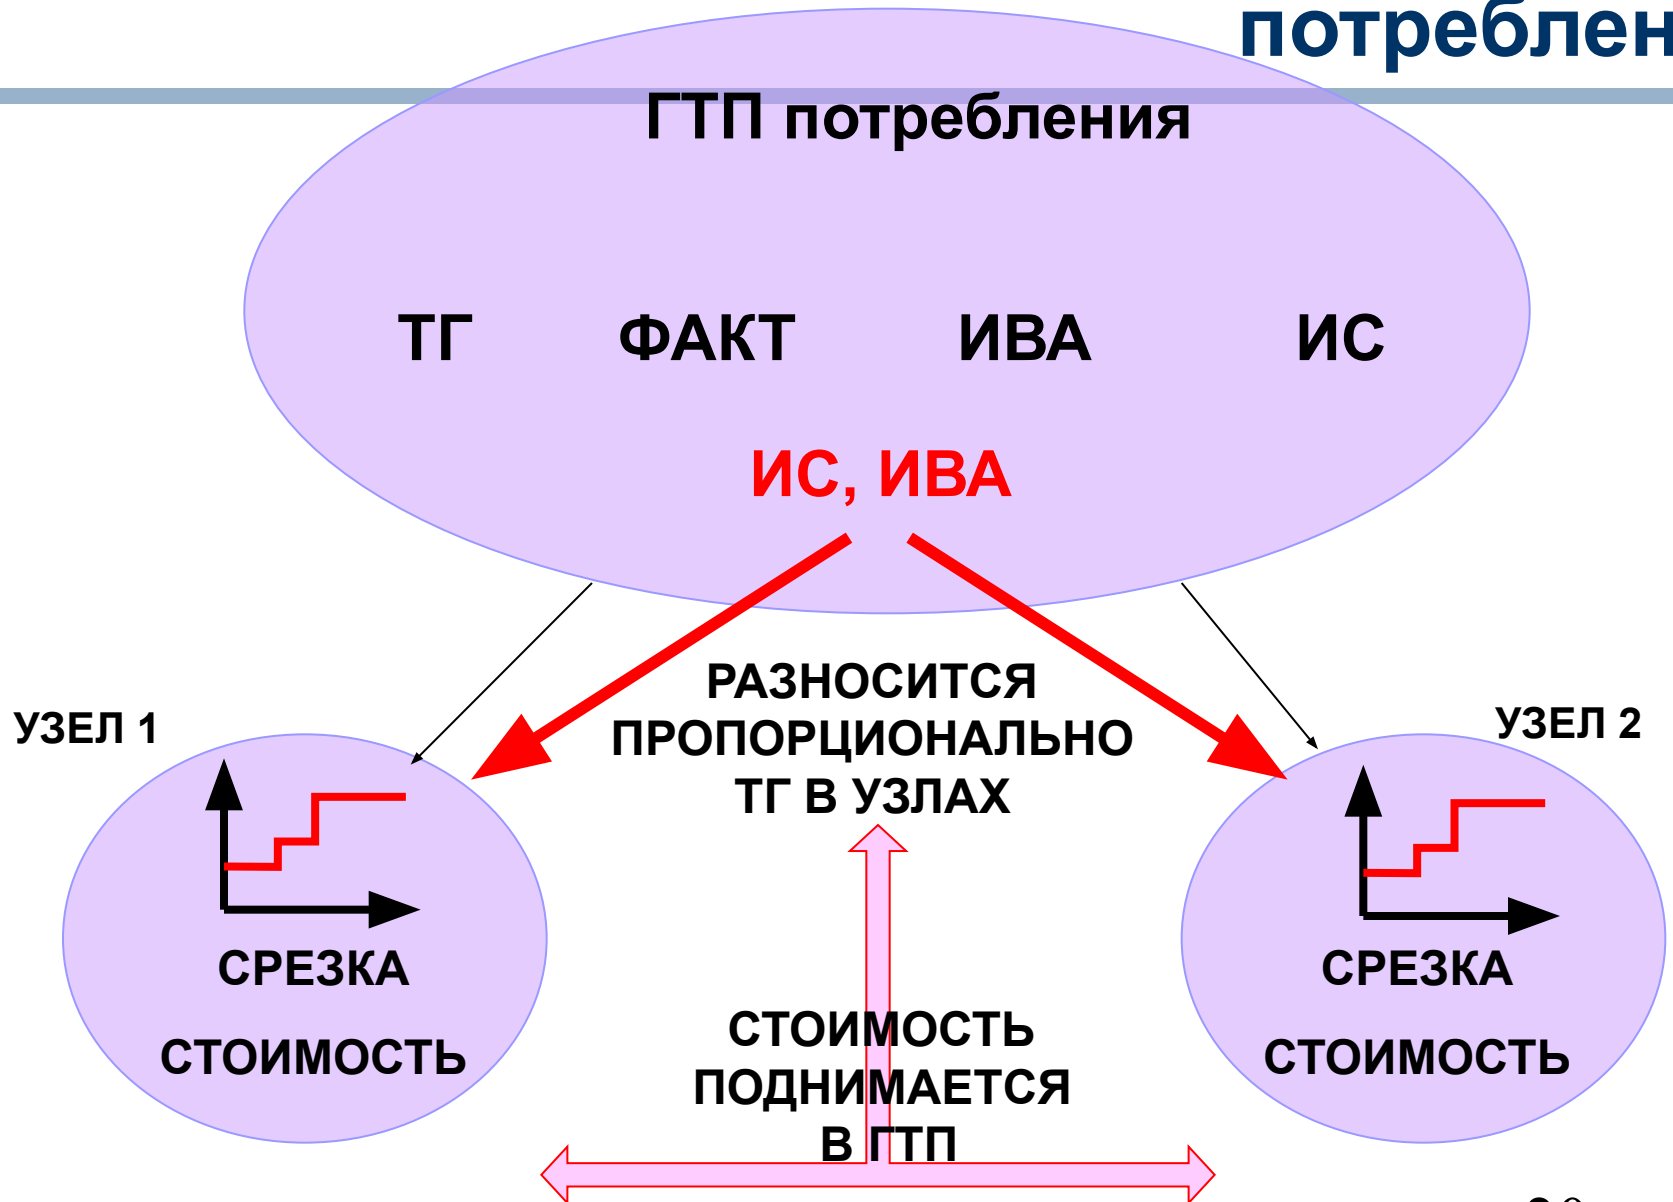 потреблен
ГТП потребления
ТГ ФАКТ ИВА ИС
ИС, ИВА
РАЗНОСИТСЯ
ПРОПОРЦИОНАЛЬНО
ТГ В УЗЛАХ
УЗЕЛ 1
УЗЕЛ 2
СРЕЗКА
СТОИМОСТЬ
СРЕЗКА
СТОИМОСТЬ
СТОИМОСТЬ
ПОДНИМАЕТСЯ
В ГТП